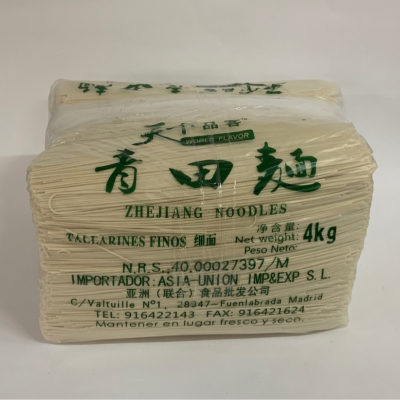 天下品香
WINNER FLAVOR
青田麵
ZHEJIANG NOODLES
TALLARINES FINOS 细面
净含量:
Net weight: 4kg
Peso Neto:
N.R.S.,40,00027397/M
IMPORTADOR:ASIA-UNION IMP&EXP S.L.
亚洲(联合)食品批发公司
C/Valtuille Nº1, 28947-Fuenlabrada Madrid
TEL: 916422143 FAX: 916421624
Mantener en lugar fresco y seco.